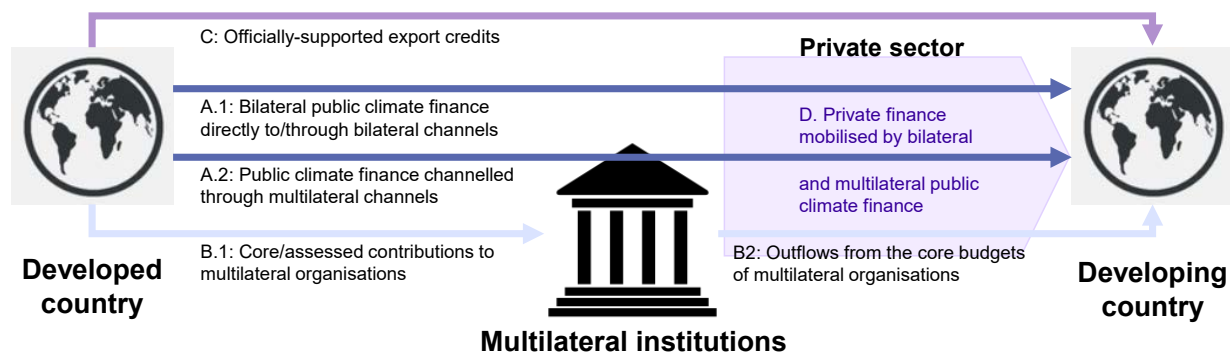 C: Officially-supported export credits
Private sector
A.1: Bilateral public climate finance
directly to/through bilateral channels
D. Private finance
mobilised by bilateral
A.2: Public climate finance channelled
through multilateral channels
and multilateral public
climate finance
B.1: Core/assessed contributions to
multilateral organisations
B2: Outflows from the core budgets
of multilateral organisations
Developed
country
Developing
country
Multilateral institutions